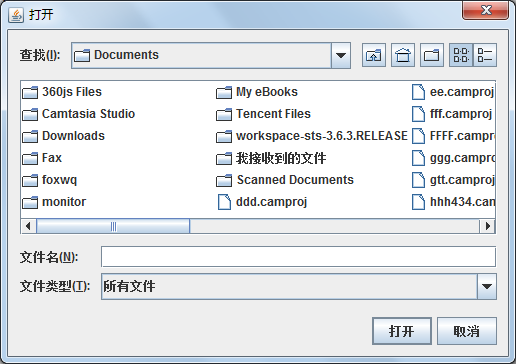 打开
查找(I): Documents
360js Files
Camtasia Studio
Downloads
Fax
foxwq
monitor
My eBooks
Tencent Files
workspace-sts-3.6.3.RELEASE
我接收到的文件
Scanned Documents
ddd.camproj
ee.camproj
fff.camproj
FFFF.camproj
ggg.camproj
gtt.camproj
hhh434.can
文件名(N):
文件类型(T): 所有文件
打开 取消